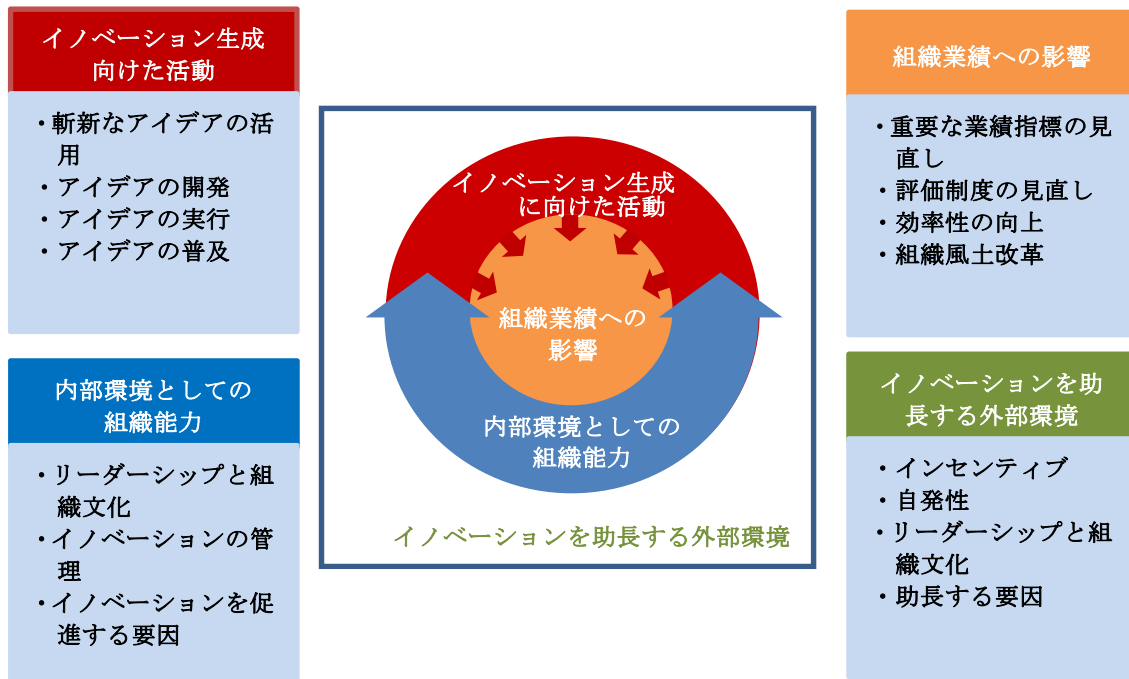 イノベーション生成
向けた活動
・斬新なアイデアの活
用
・アイデアの開発
・アイデアの実行
・アイデアの普及
内部環境としての
組織能力
・リーダーシップと組
織文化
・イノベーションの管
理
・イノベーションを促
進する要因
イノベーション生成
に向けた活動
組織業績への
影響
内部環境としての
組織能力
イノベーションを助長する外部環境
組織業績への影響
・重要な業績指標の見
直し
・評価制度の見直し
・効率性の向上
・組織風土改革
イノベーションを助
長する外部環境
・インセンティブ
・自発性
・リーダーシップと組
織文化
・助長する要因